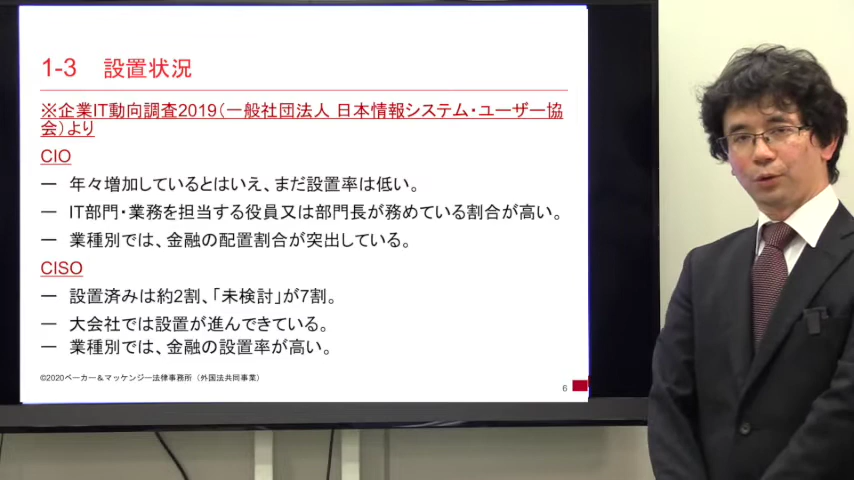 1-3 設置状況
※企業IT動向調査2019（一般社団法人 日本情報システム・ユーザー協
会）より
CIO
― 年々増加しているとはいえ、まだ設置率は低い。
― IT部門・業務を担当する役員又は部門長が務めている割合が高い。
― 業種別では、金融の配置割合が突出している。
CISO
― 設置済みは約2割、「未検討」が7割。
― 大会社では設置が進んできている。
― 業種別では、金融の設置率が高い。
©2020ベーカー＆マッケンジー法律事務所（外国法共同事業）
6